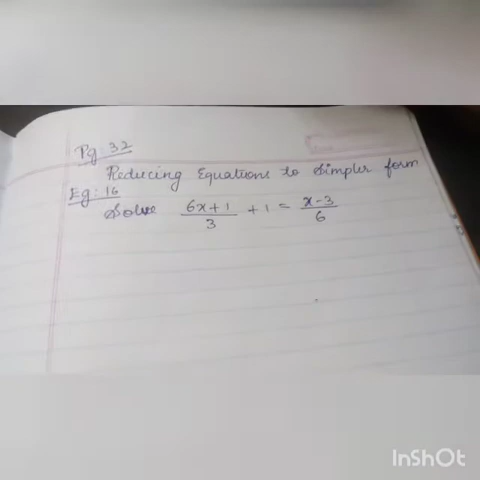 Pg: 32
Reducing Equations to Simpler form
Eg: 16
Solve (6x+1)/3 + 1 = (x-3)/6
InShOt